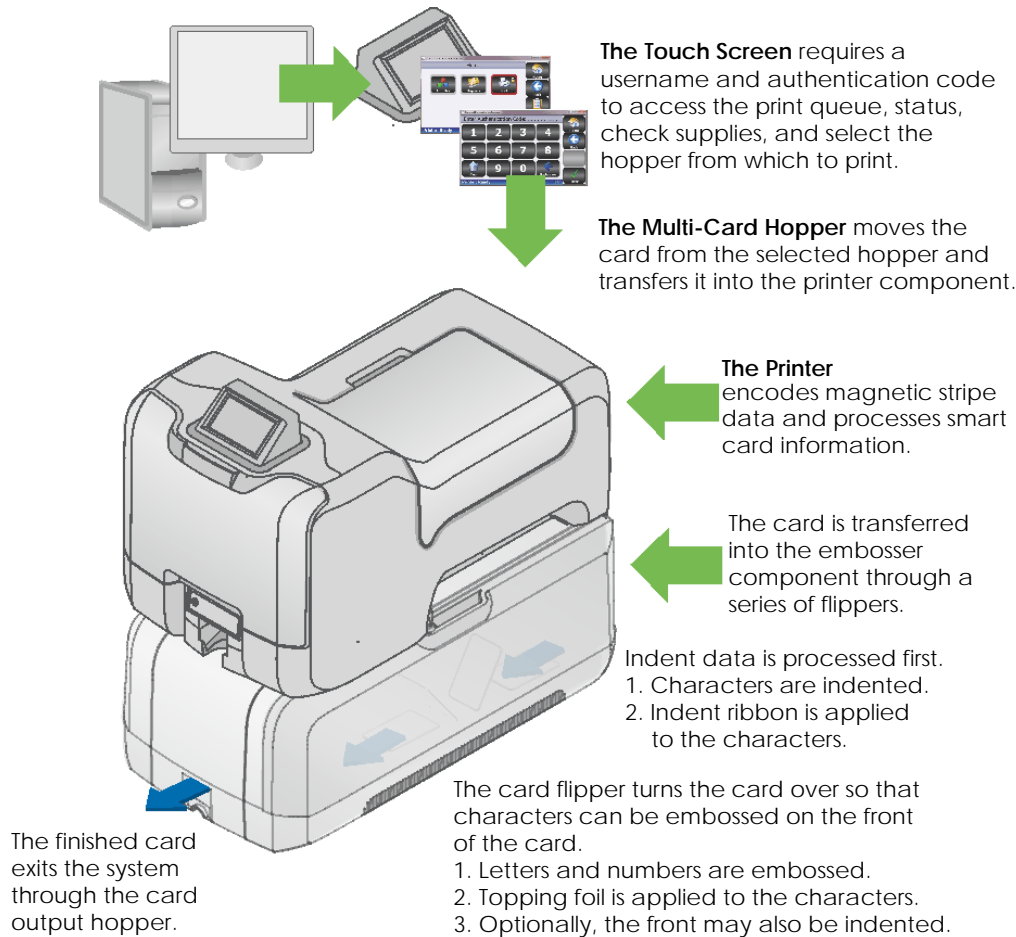 The Touch Screen requires a
username and authentication code
to access the print queue, status,
check supplies, and select the
hopper from which to print.
Enter Authentication Code:
1 2 3 4
5 6 7 8
9 0
The Multi-Card Hopper moves the
card from the selected hopper and
transfers it into the printer component.
The Printer
encodes magnetic stripe
data and processes smart
card information.
The card is transferred
into the embosser
component through a
series of flippers.
Indent data is processed first.
1. Characters are indented.
2. Indent ribbon is applied
to the characters.
The card flipper turns the card over so that
characters can be embossed on the front
of the card.
1. Letters and numbers are embossed.
2. Topping foil is applied to the characters.
3. Optionally, the front may also be indented.
The finished card
exits the system
through the card
output hopper.